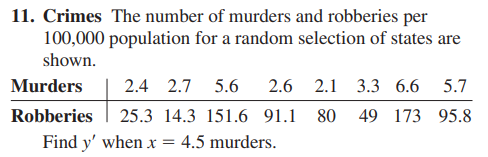 11. Crimes The number of murders and robberies per
100,000 population for a random selection of states are
shown.
Murders 2.4 2.7 5.6 2.6 2.1 3.3 6.6 5.7
Robberies 25.3 14.3 151.6 91.1 80 49 173 95.8
Find y′ when x = 4.5 murders.